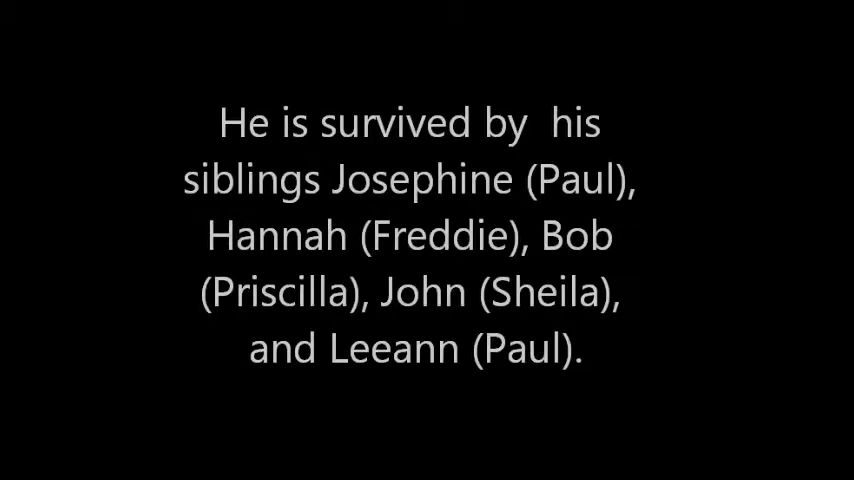 He is survived by  his
siblings Josephine (Paul),
Hannah (Freddie), Bob
(Priscilla), John (Sheila),
and Leeann (Paul).